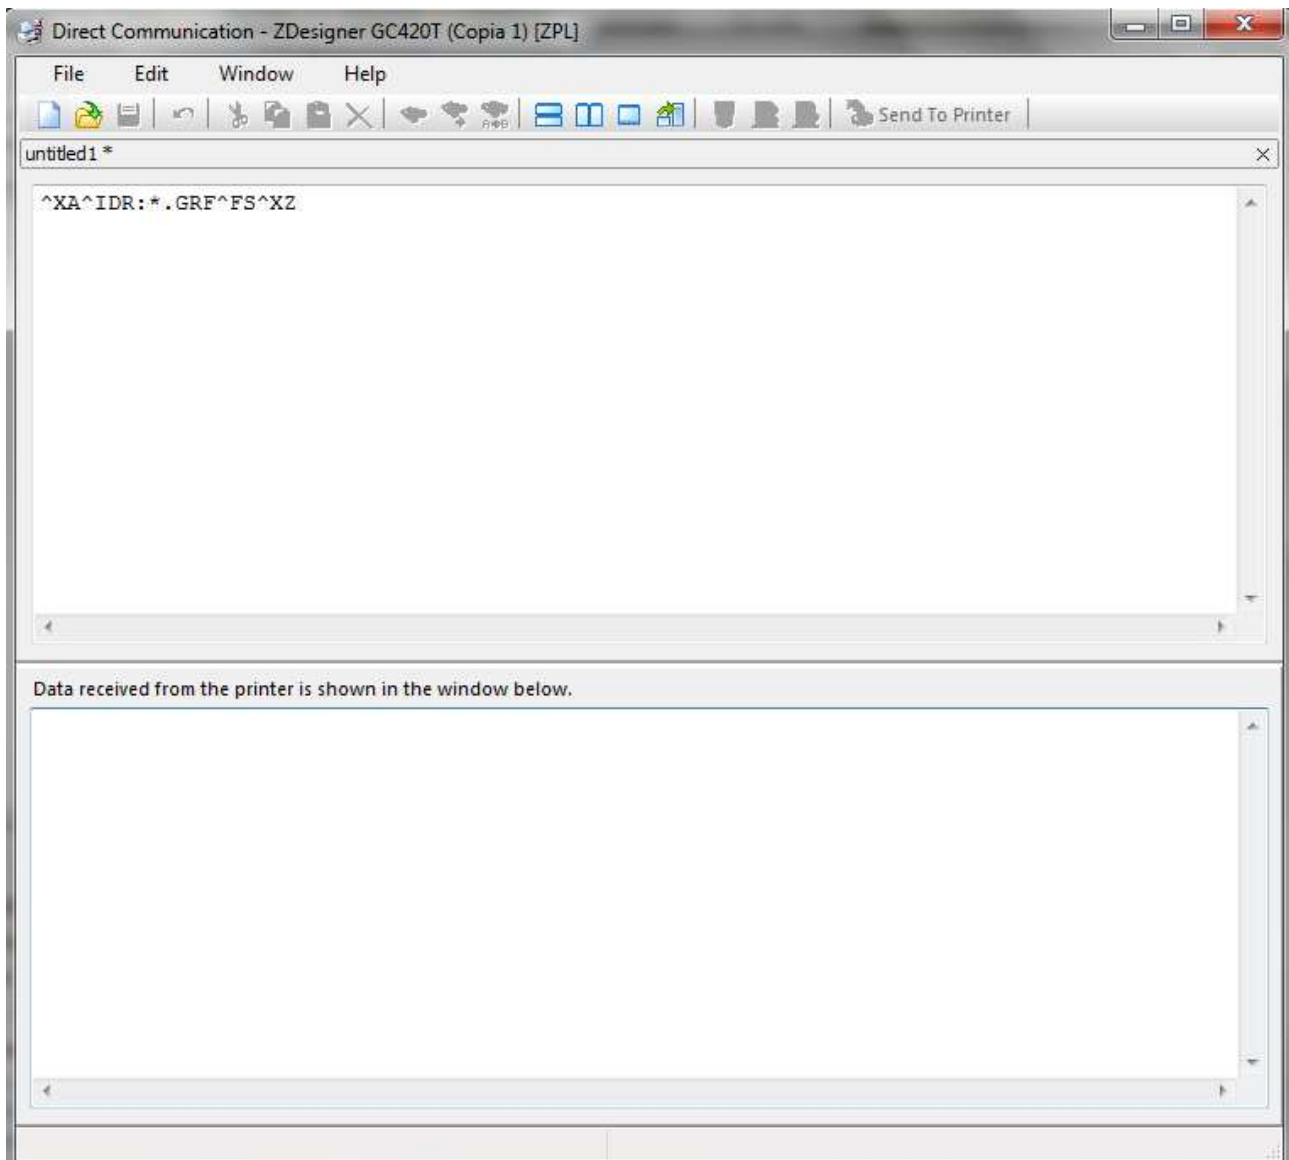 Direct Communication - ZDesigner GC420T (Copia 1) [ZPL]
File Edit Window Help
Send To Printer
untitled1 *
^XA^IDR:*.GRF^FS^XZ
Data received from the printer is shown in the window below.